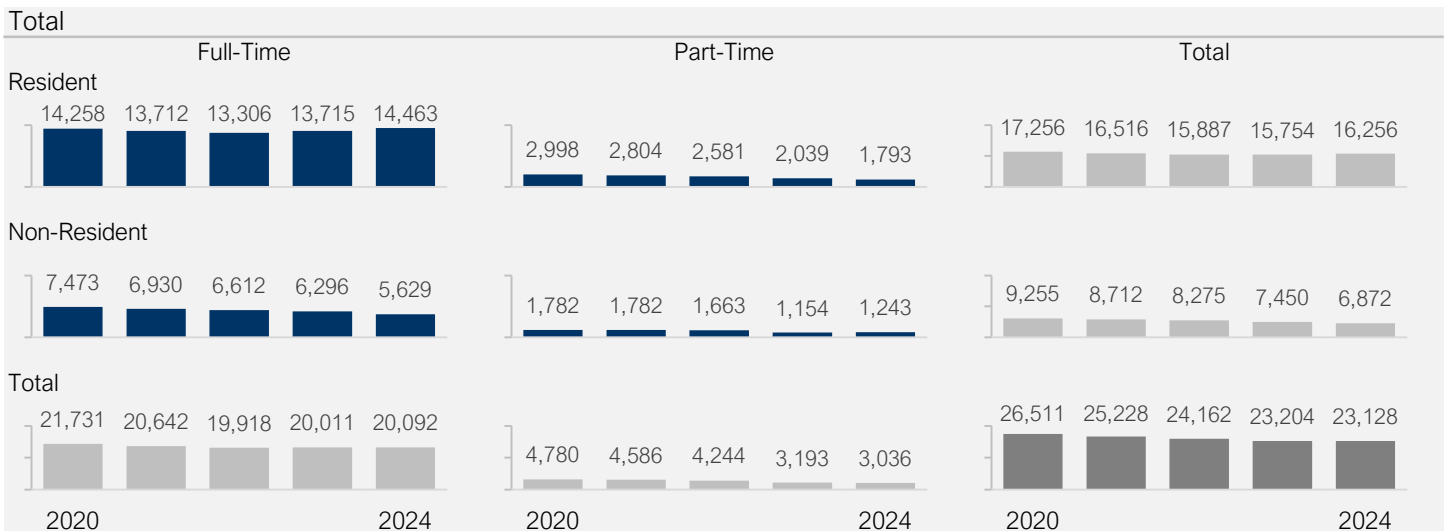 Total
Full-Time Part-Time Total
Resident
14,258 13,712 13,306 13,715 14,463
2,998 2,804 2,581 2,039 1,793
17,256 16,516 15,887 15,754 16,256
Non-Resident
7,473 6,930 6,612 6,296 5,629
1,782 1,782 1,663 1,154 1,243
9,255 8,712 8,275 7,450 6,872
Total
21,731 20,642 19,918 20,011 20,092
4,780 4,586 4,244 3,193 3,036
26,511 25,228 24,162 23,204 23,128
2020 2024 2020 2024 2020 2024